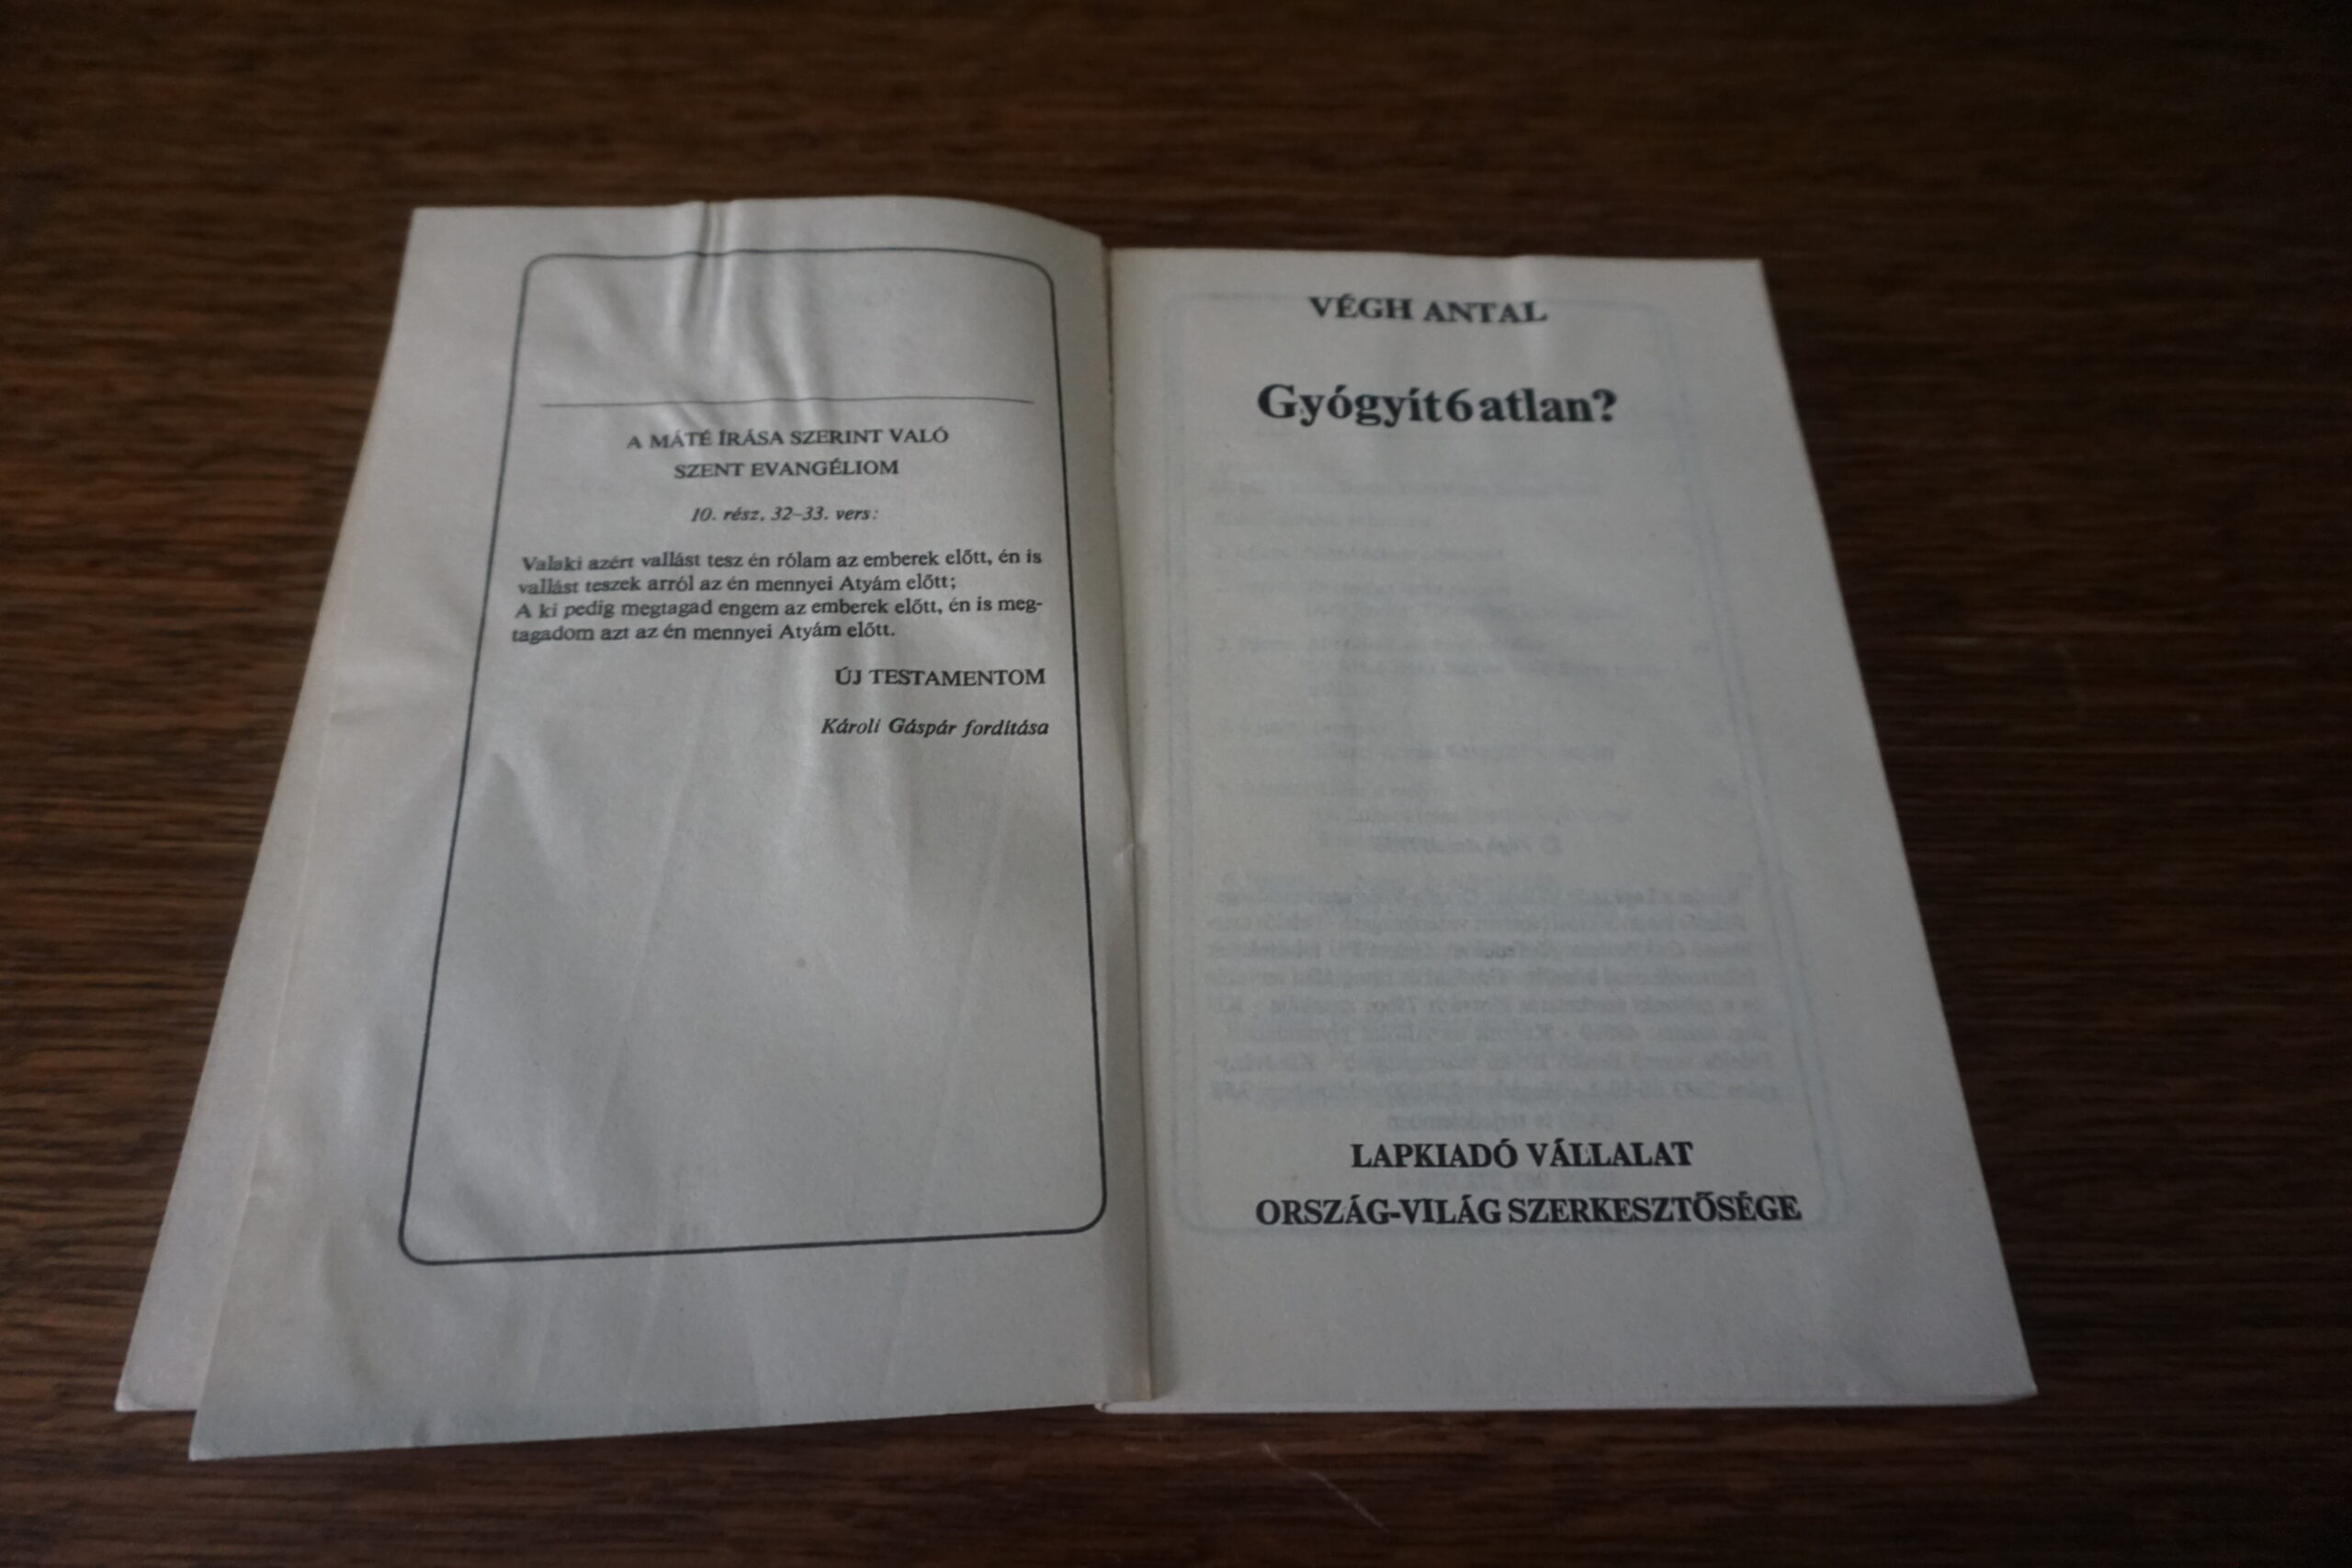 A MÁTÉ ÍRÁSA SZERINT VALÓ
SZENT EVANGÉLIOM
10. rész, 32–33. vers:
Valaki azért vallást tesz én rólam az emberek előtt, én is
vallást teszek arról az én mennyei Atyám előtt;
A ki pedig megtagad engem az emberek előtt, én is meg-
tagadom azt az én mennyei Atyám előtt.
ÚJ TESTAMENTOM
Károli Gáspár fordítása
VÉGH ANTAL
Gyógyít6atlan?
LAPKIADÓ VÁLLALAT
ORSZÁG-VILÁG SZERKESZTŐSÉGE